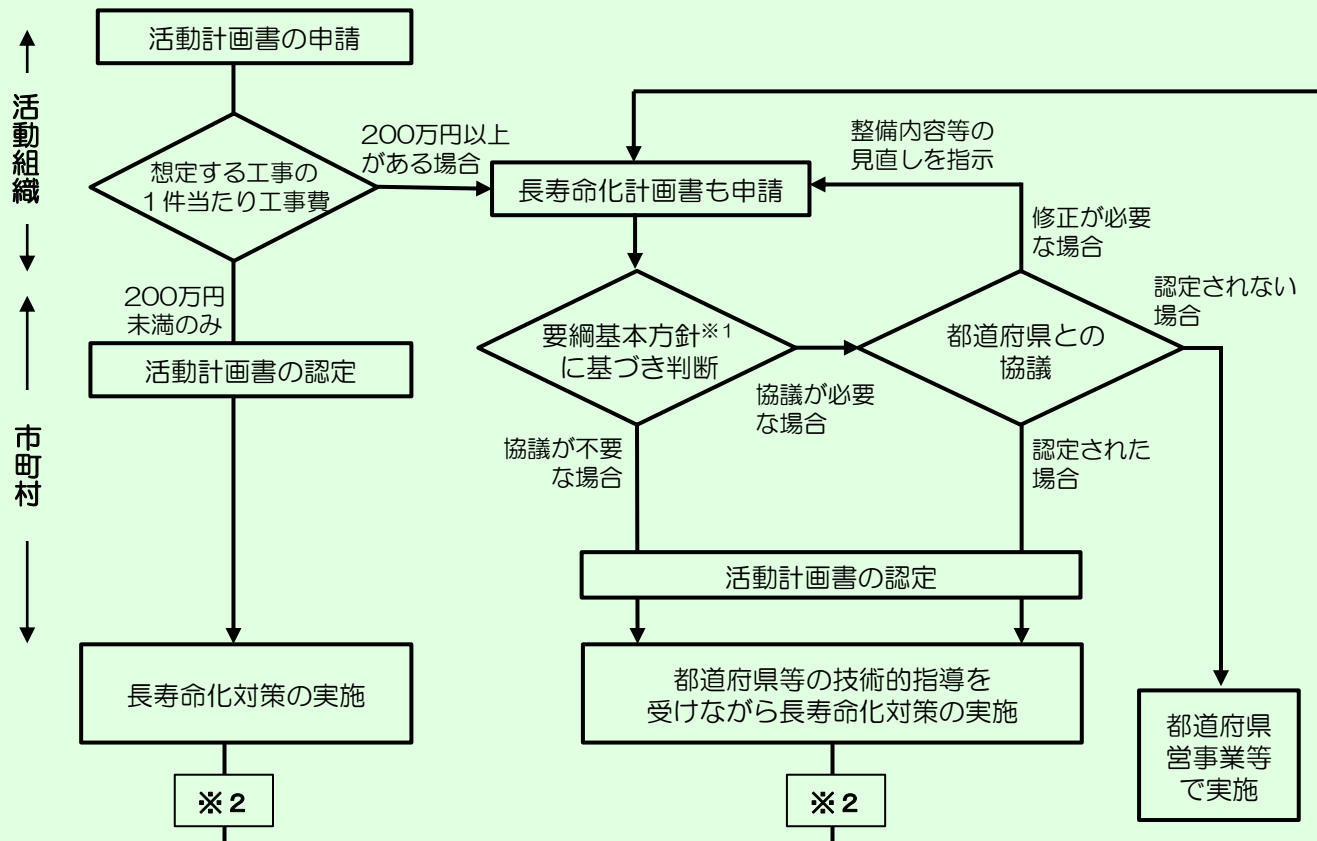 活動計画書の申請
活動組織
想定する工事の
1件当たり工事費
200万円以上
がある場合
長寿命化計画書も申請
整備内容等の
見直しを指示
修正が必要
な場合
200万円
未満のみ
活動計画書の認定
市町村
要綱基本方針※1
に基づき判断
協議が必要
な場合
都道府県との
協議
認定されない
場合
協議が不要
な場合
認定された
場合
活動計画書の認定
長寿命化対策の実施
都道府県等の技術的指導を
受けながら長寿命化対策の実施
都道府県
営事業等
で実施
※2
※2